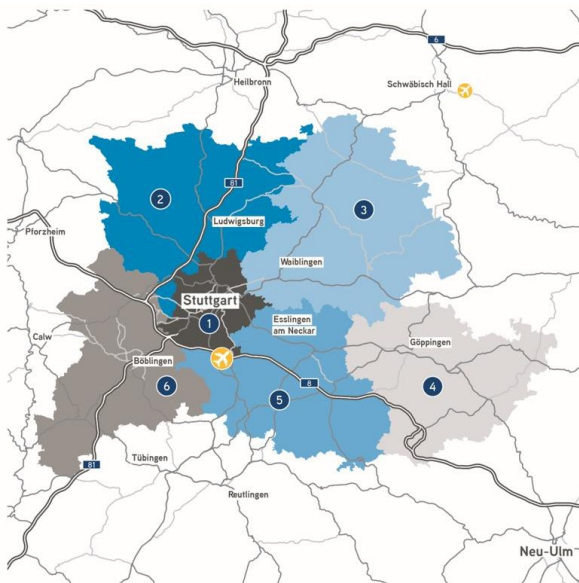 6
Heilbronn
Schwäbisch Hall
81
2
3
Ludwigsburg
Pforzheim
Waiblingen
Stuttgart
1
Esslingen
am Neckar
Calw
Göppingen
Böblingen
6
8
5
4
81
Tübingen
Reutlingen
Neu-Ulm